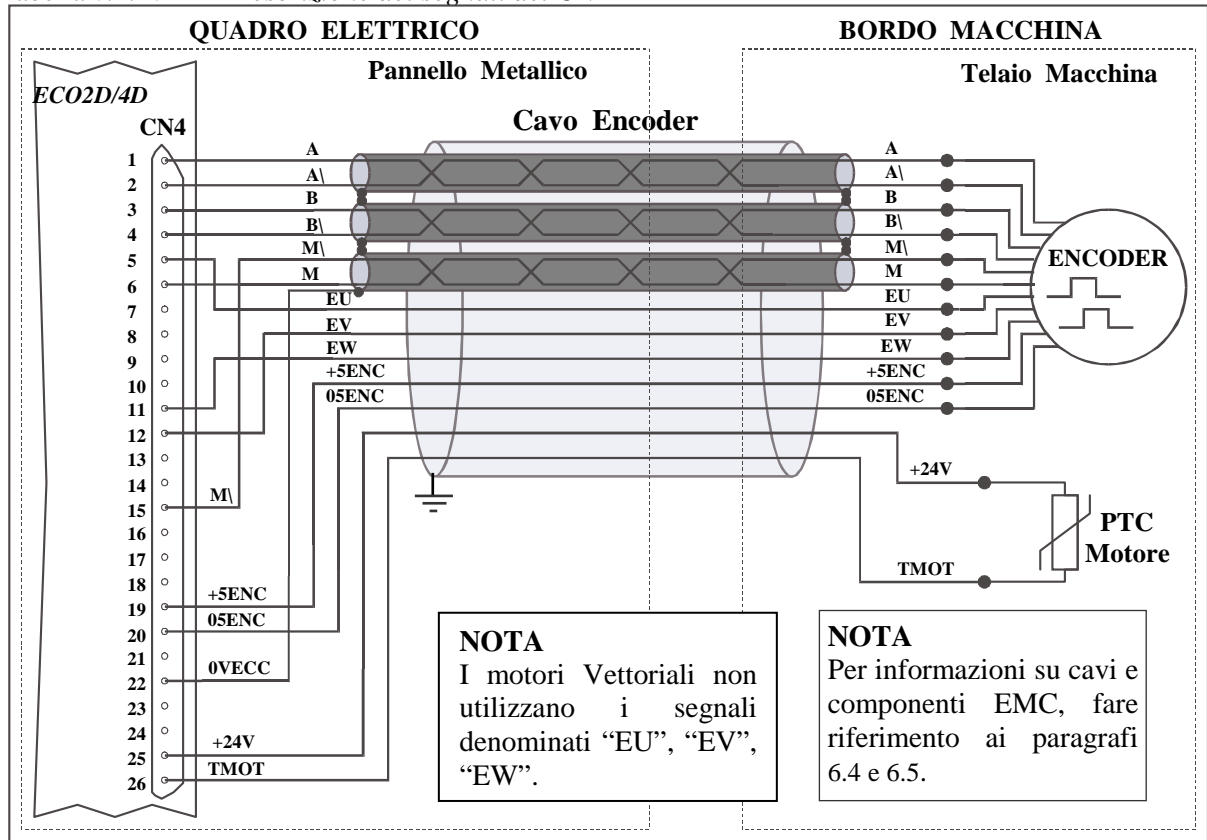 QUADRO ELETTRICO
BORDO MACCHINA
Pannello Metallico
Telaio Macchina
ECO2D/4D
CN4
Cavo Encoder
1
2
3
4
5
6
7
8
9
10
11
12
13
14
15
16
17
18
19
20
21
22
23
24
25
26
A
A\
B
B\
M\
M
EU
EV
EW
+5ENC
05ENC
M\
+5ENC
05ENC
0VECC
+24V
TMOT
A
A\
B
B\
M\
M
EU
EV
EW
+5ENC
05ENC
ENCODER
+24V
TMOT
PTC
Motore
NOTA
I motori Vettoriali non
utilizzano i segnali
denominati “EU”, “EV”,
“EW”.
NOTA
Per informazioni su cavi e
componenti EMC, fare
riferimento ai paragrafi
6.4 e 6.5.